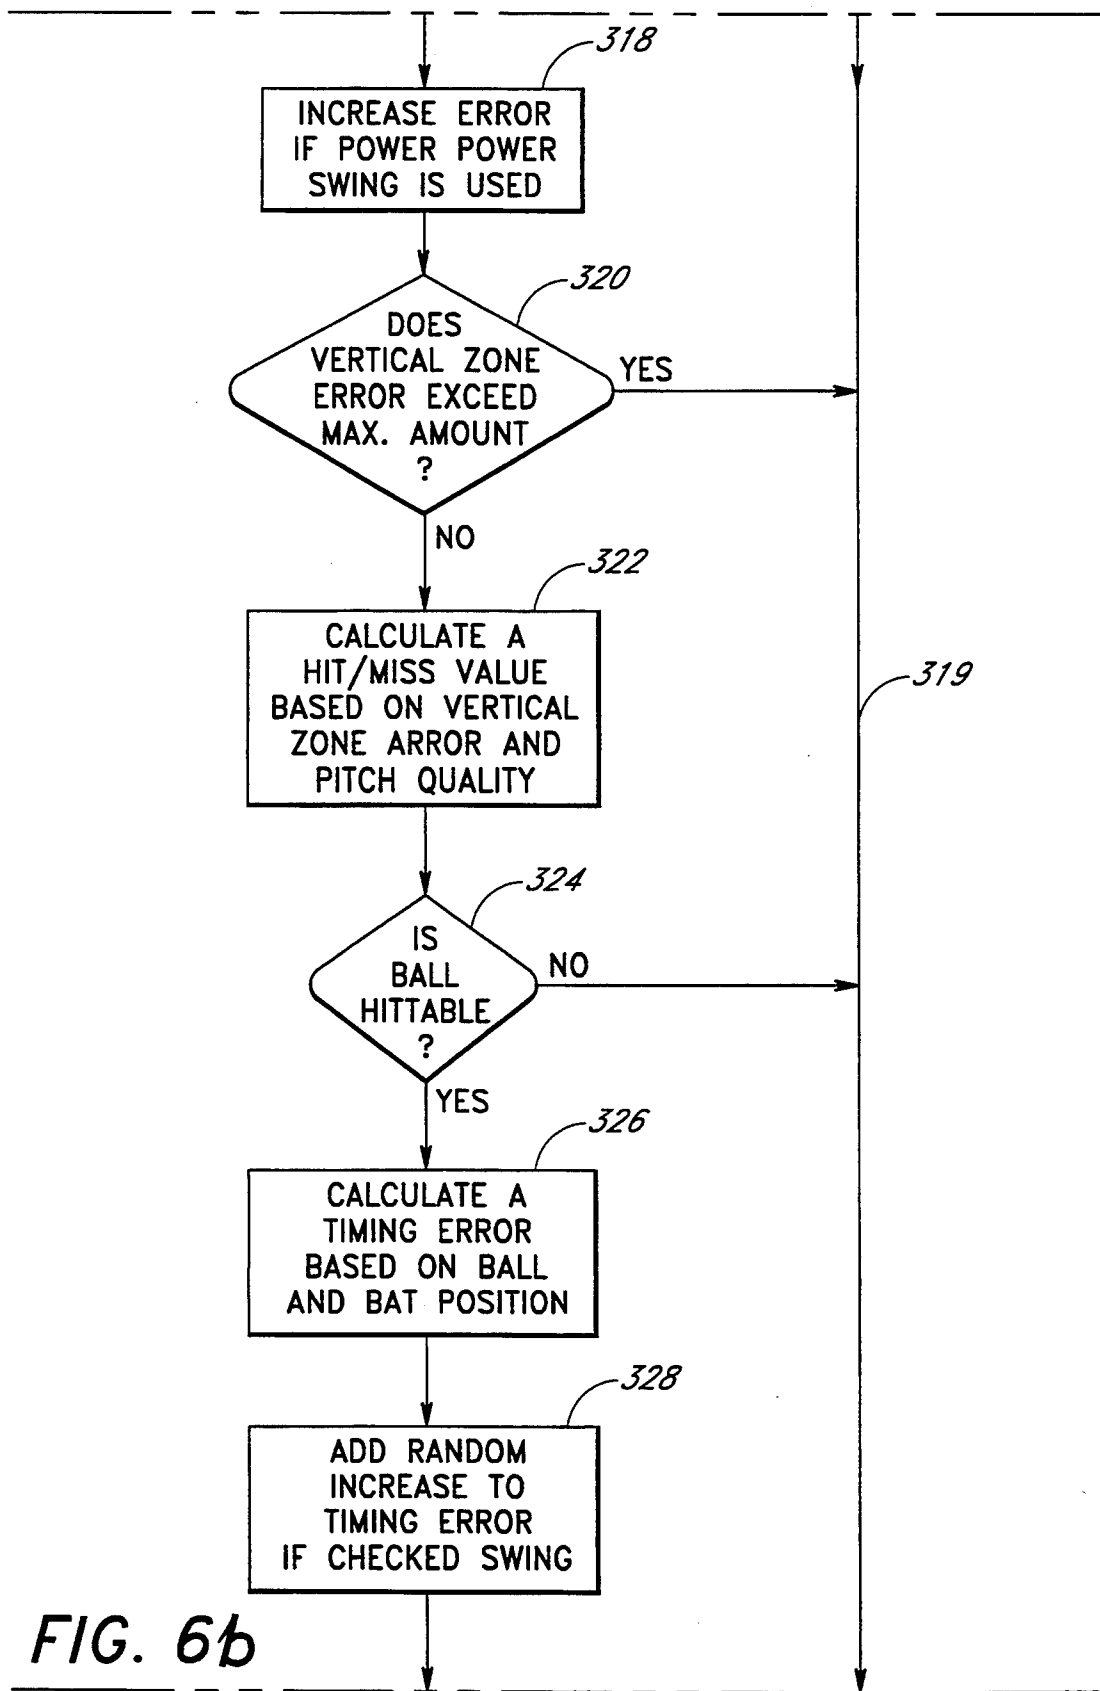 318
INCREASE ERROR
IF POWER POWER
SWING IS USED
320
DOES
VERTICAL ZONE
ERROR EXCEED
MAX. AMOUNT
?
YES
NO
322
CALCULATE A
HIT/MISS VALUE
BASED ON VERTICAL
ZONE ARROR AND
PITCH QUALITY
319
324
IS
BALL
HITTABLE
?
NO
YES
326
CALCULATE A
TIMING ERROR
BASED ON BALL
AND BAT POSITION
328
ADD RANDOM
INCREASE TO
TIMING ERROR
IF CHECKED SWING
FIG. 6b